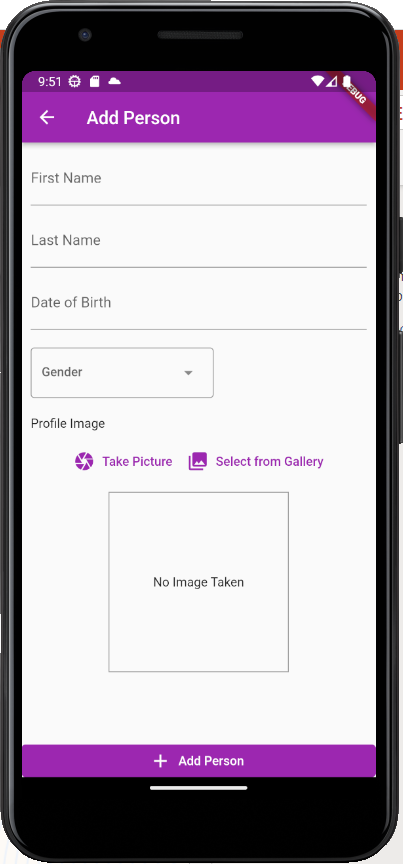 9:51
DEBUG
Add Person
First Name
Last Name
Date of Birth
Gender
Profile Image
Take Picture Select from Gallery
No Image Taken
Add Person